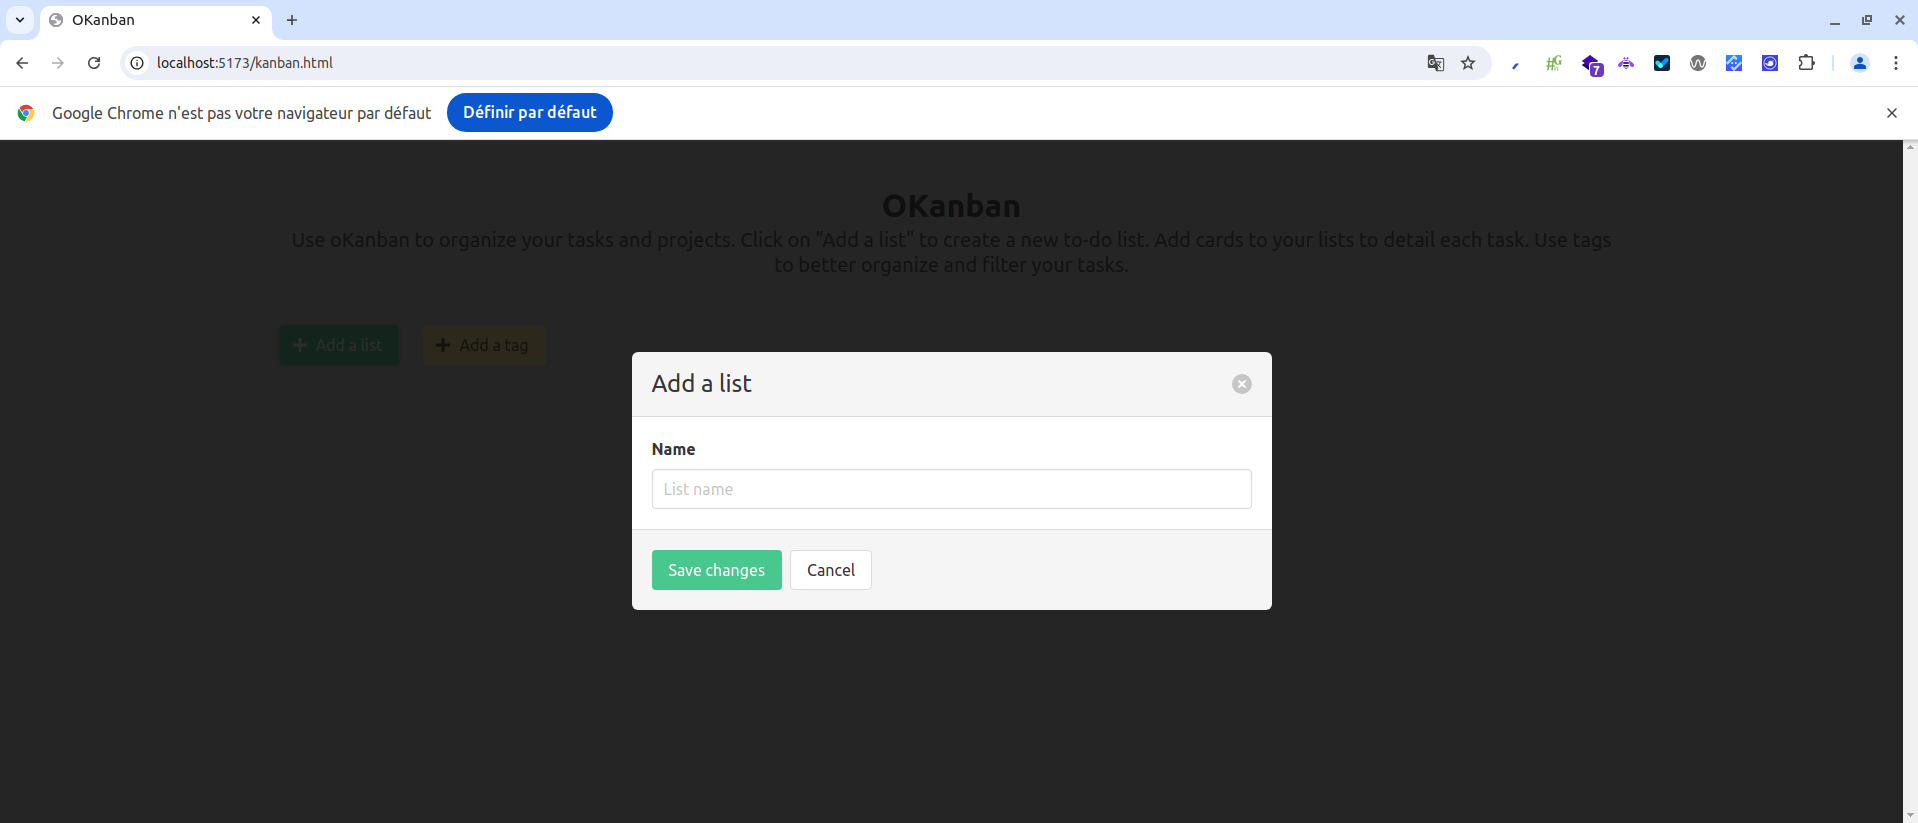 OKanban
localhost:5173/kanban.html
7
Google Chrome n'est pas votre navigateur par défaut
Définir par défaut
OKanban
Use oKanban to organize your tasks and projects. Click on "Add a list" to create a new to-do list. Add cards to your lists to detail each task. Use tags
to better organize and filter your tasks.
Add a list
Add a tag
Add a list
Name
List name
Save changes
Cancel